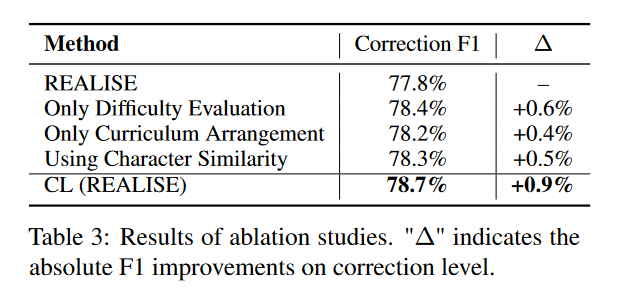 Method Correction F1 Δ
REALISE 77.8% –
Only Difficulty Evaluation 78.4% +0.6%
Only Curriculum Arrangement 78.2% +0.4%
Using Character Similarity 78.3% +0.5%
CL (REALISE) 78.7% +0.9%
Table 3: Results of ablation studies. "Δ" indicates the
absolute F1 improvements on correction level.